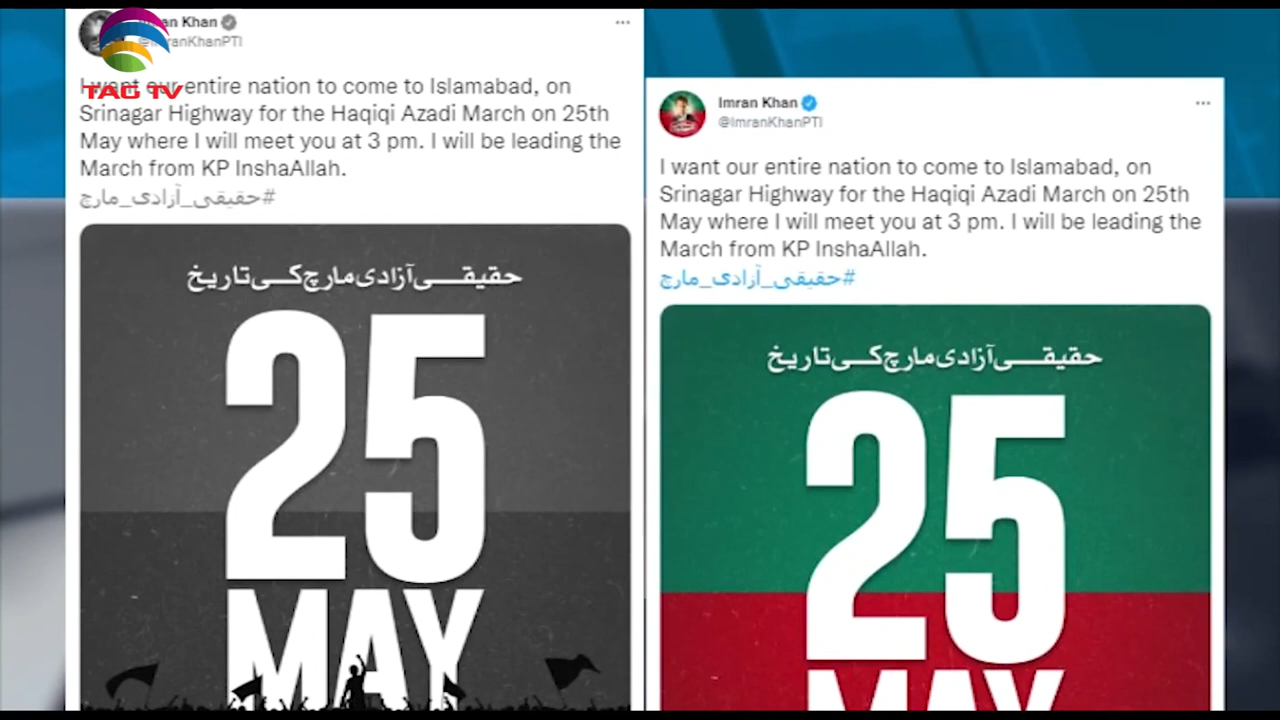 TAG TV
Imran Khan
@ImranKhanPTI
I want our entire nation to come to Islamabad, on
Srinagar Highway for the Haqiqi Azadi March on 25th
May where I will meet you at 3 pm. I will be leading the
March from KP InshaAllah.
#حقیقی_آزادی_مارچ
حقیقی آزادی مارچ کی تاریخ
25
MAY
Imran Khan
@ImranKhanPTI
I want our entire nation to come to Islamabad, on
Srinagar Highway for the Haqiqi Azadi March on 25th
May where I will meet you at 3 pm. I will be leading the
March from KP InshaAllah.
#حقیقی_آزادی_مارچ
حقیقی آزادی مارچ کی تاریخ
25
MAY